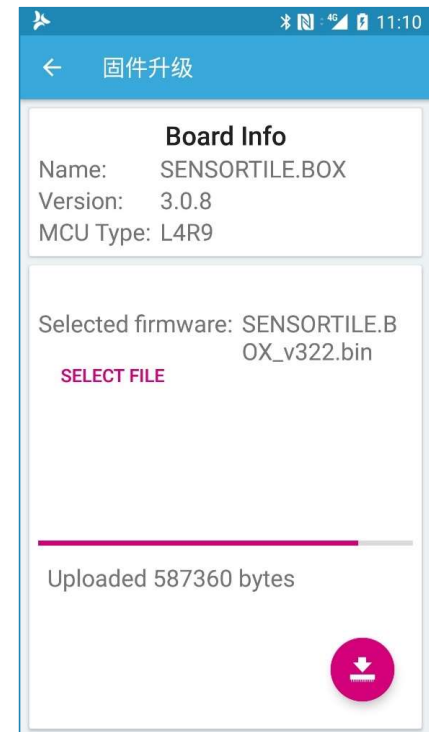 4G 11:10
固件升级
Board Info
Name: SENSORTILE.BOX
Version: 3.0.8
MCU Type: L4R9
Selected firmware: SENSORTILE.B
OX_v322.bin
SELECT FILE
Uploaded 587360 bytes